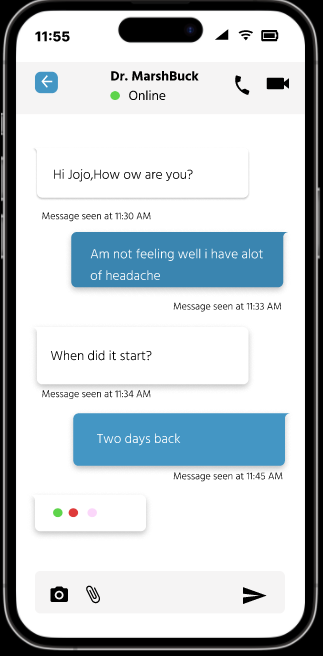 11:55
Dr. MarshBuck
Online
Hi Jojo,How ow are you?
Message seen at 11:30 AM
Am not feeling well i have alot
of headache
Message seen at 11:33 AM
When did it start?
Message seen at 11:34 AM
Two days back
Message seen at 11:45 AM